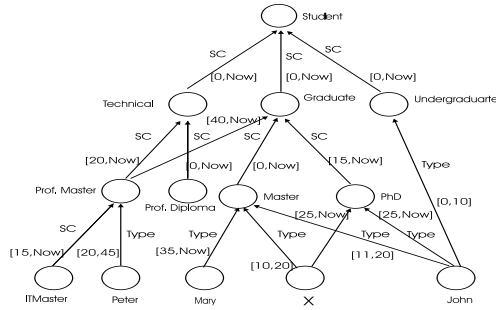 Student
SC
SC
SC
[0,Now]
[0,Now]
[0,Now]
Technical
Graduate
Undergraduarte
[40,Now]
SC
SC
SC
SC
SC
[20,Now]
[0,Now]
[0,Now]
[15,Now]
Type
Prof. Master
Prof. Diploma
Master
PhD
[0,10]
[25,Now]
[25,Now]
SC
Type
Type
Type
Type
Type
[15,Now]
[20,45]
[35,Now]
[10,20]
[11,20]
ITMaster
Peter
Mary
X
John